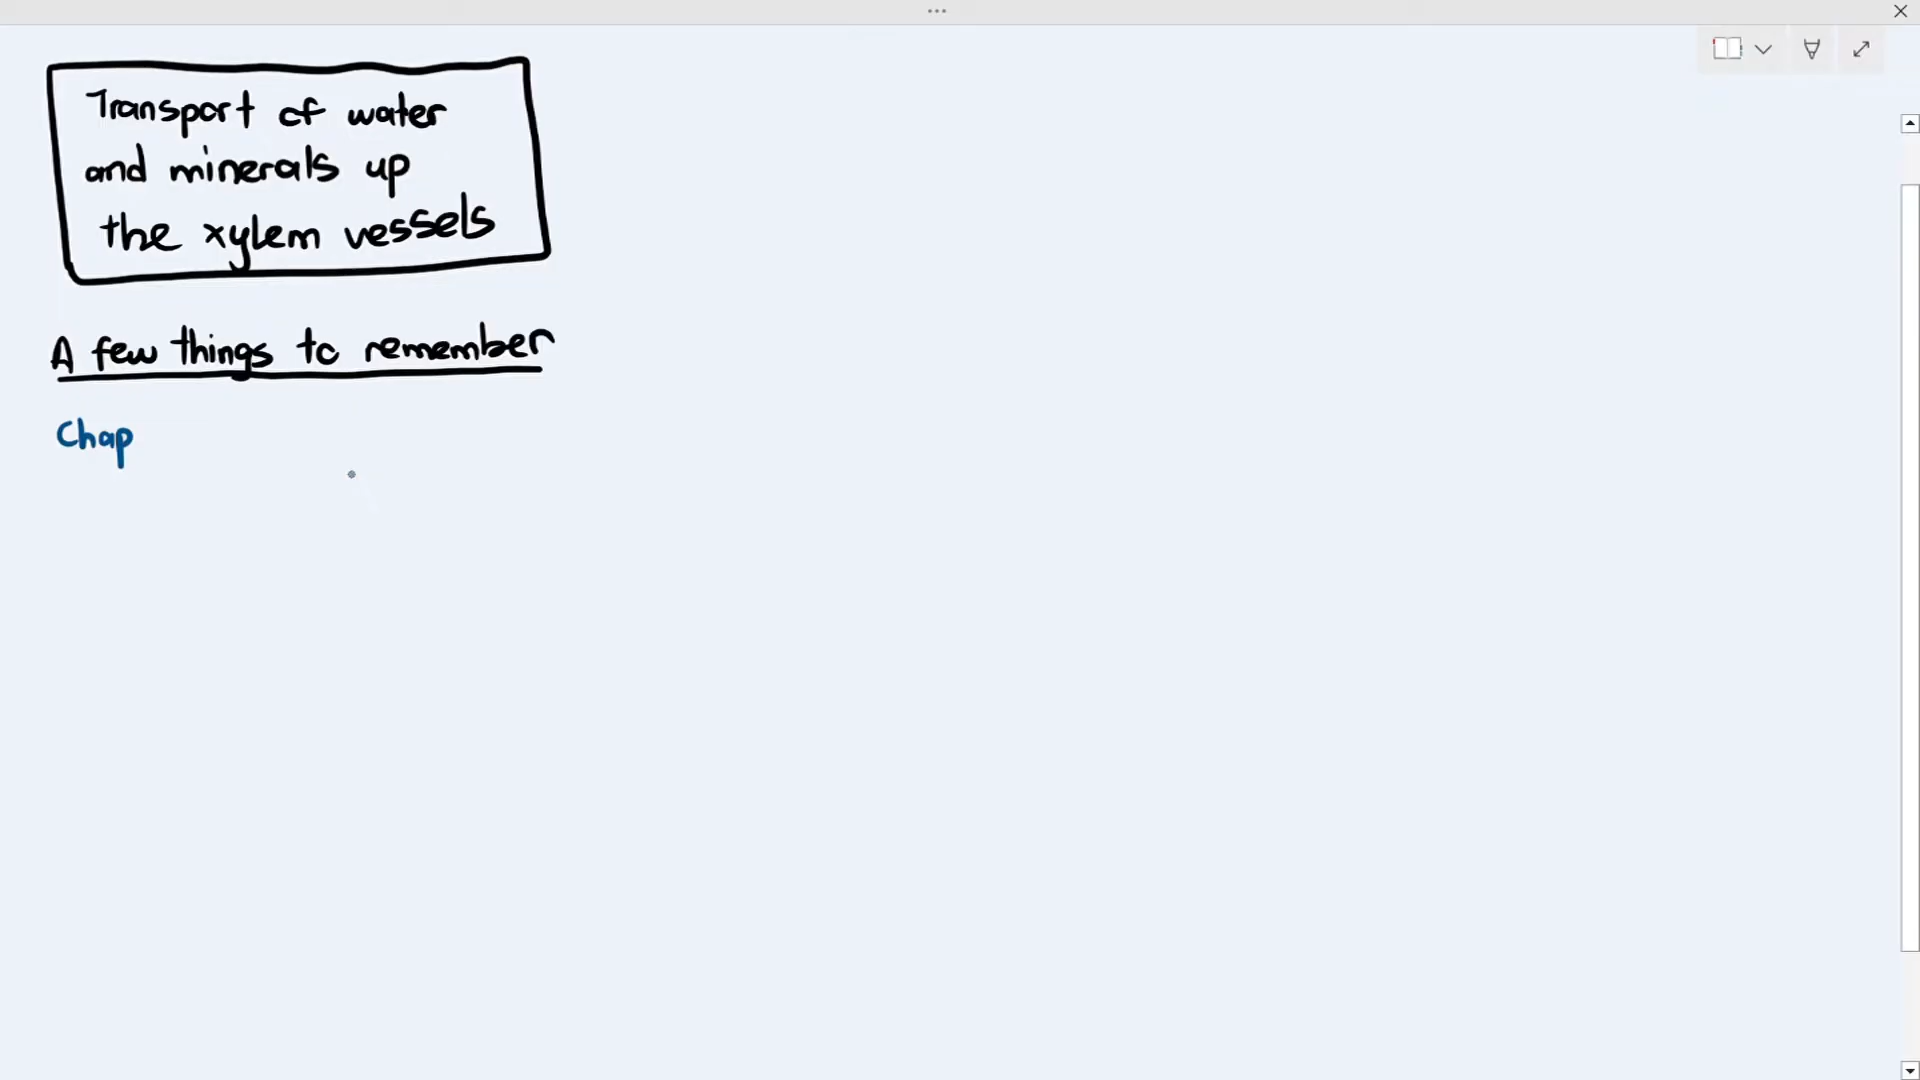 Transport of water
and minerals up
the xylem vessels
A few things to remember
Chap